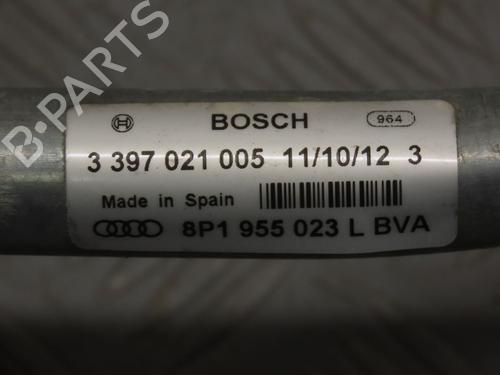 BOSCH 964
3 397 021 005 11/10/12 3
Made in Spain
8P1 955 023 L BVA
B-PARTS